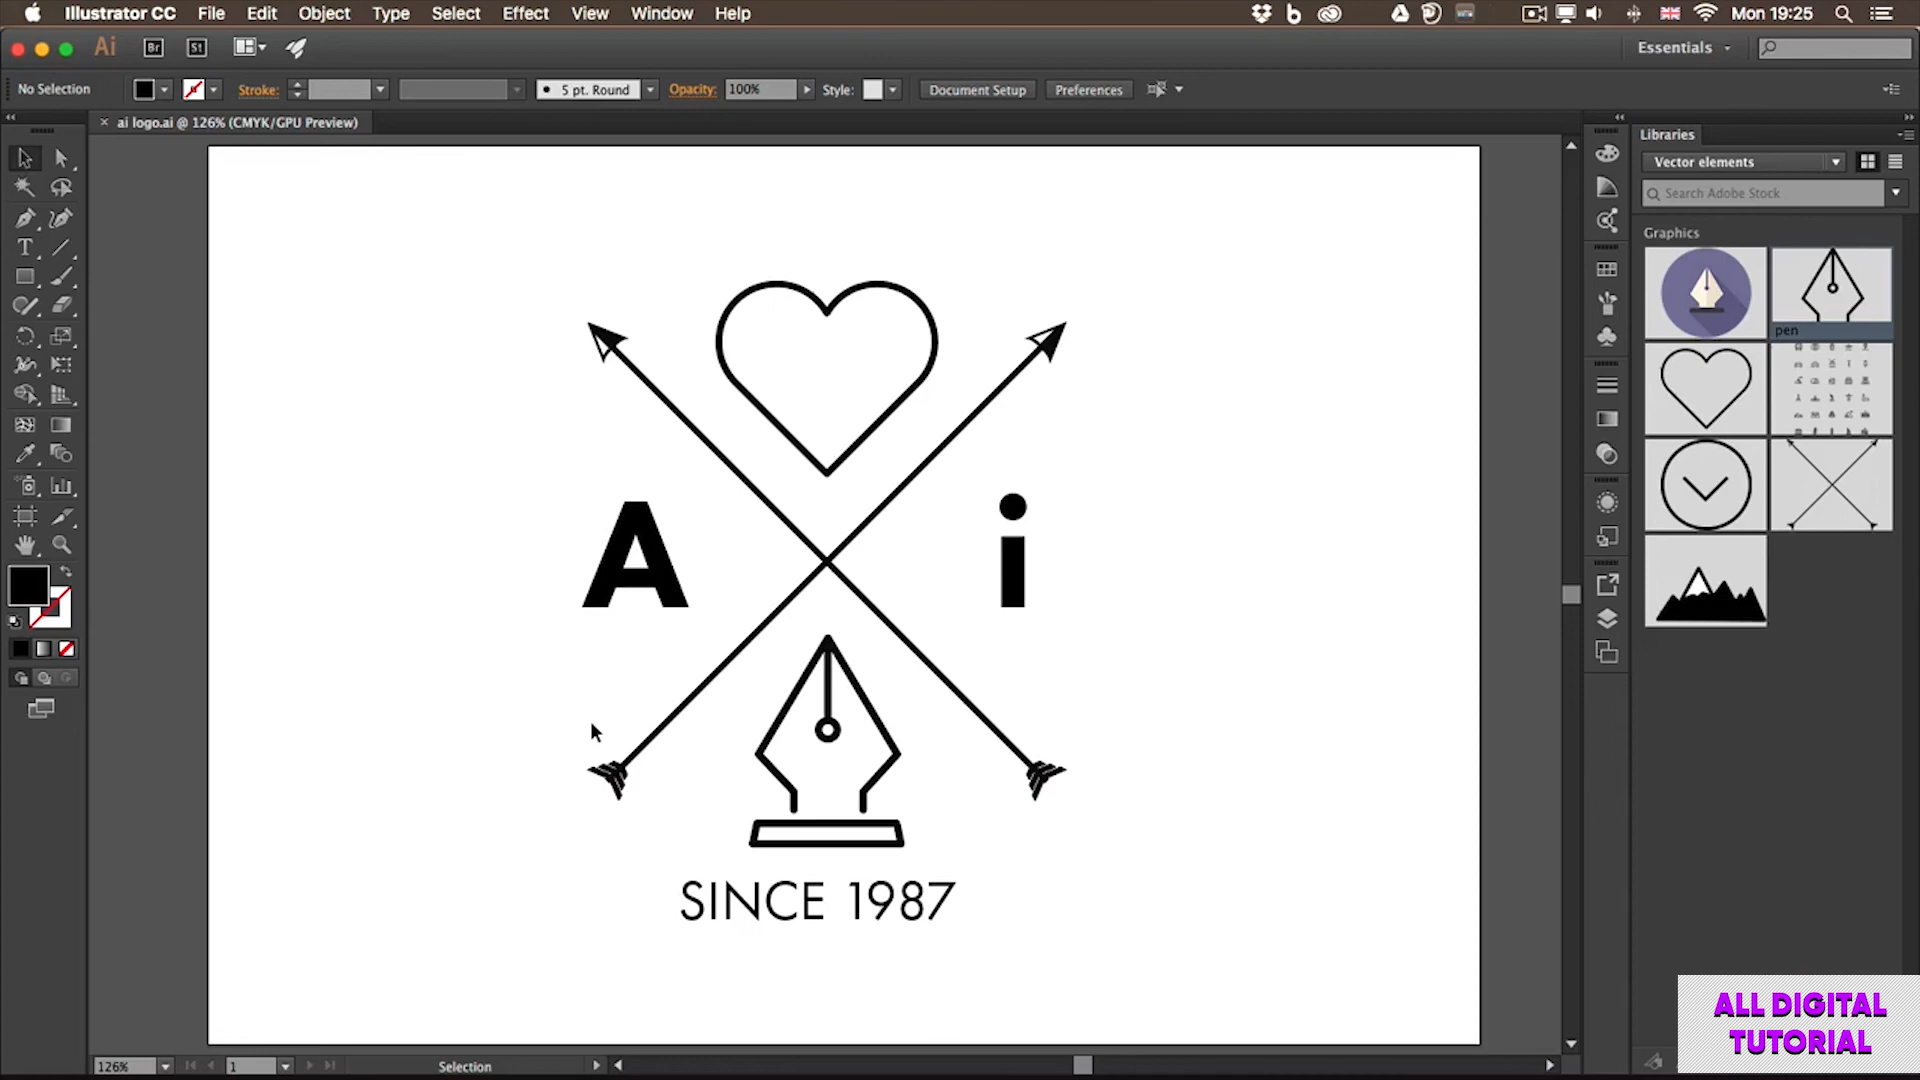 Illustrator CC File Edit Object Type Select Effect View Window Help Mon 19:25
Ai Br St Essentials
No Selection Stroke: 5 pt. Round Opacity: 100% Style: Document Setup Preferences
ai logo.ai @ 126% (CMYK/GPU Preview)
Libraries
Vector elements
Search Adobe Stock
Graphics
pen
A i
SINCE 1987
126% 1 Selection
ALL DIGITAL
TUTORIAL